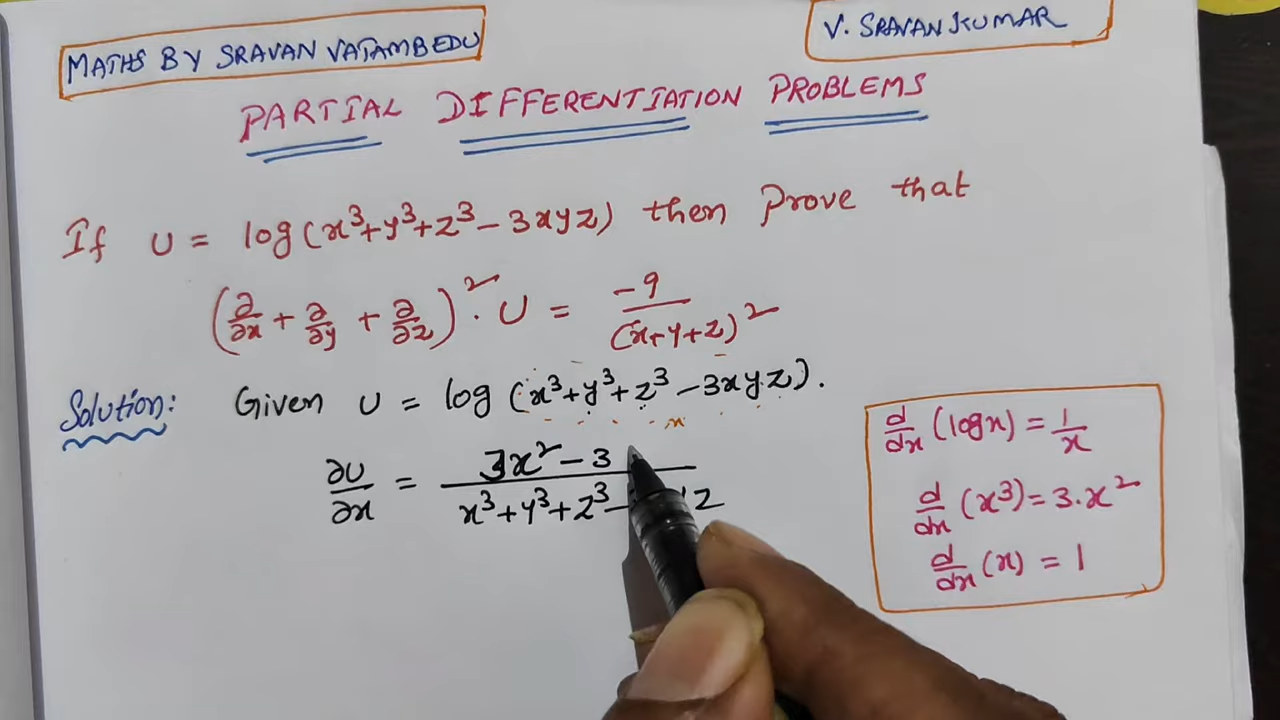 MATHS BY SRAVAN VATAMBEDU
V. SRAVAN KUMAR
PARTIAL DIFFERENTIATION PROBLEMS
If U = log(x³+y³+z³-3xyz) then prove that
(∂/∂x + ∂/∂y + ∂/∂z)² · U = -9/(x+y+z)²
Solution: Given U = log (x³+y³+z³-3xyz).
∂U/∂x = 3x²-3 / x³+y³+z³- yz
d/dx (logx) = 1/x
d/dx (x³) = 3·x²
d/dx (x) = 1